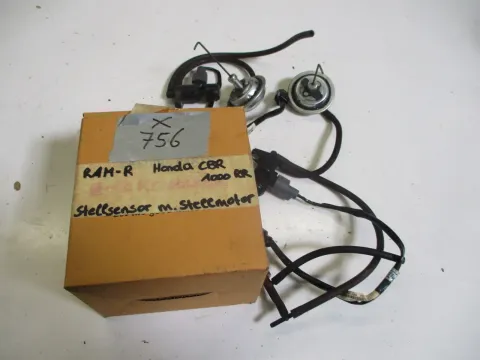 X
756
RAM-R Honda CBR
1000 RR
Stellsensor m. Stellmotor